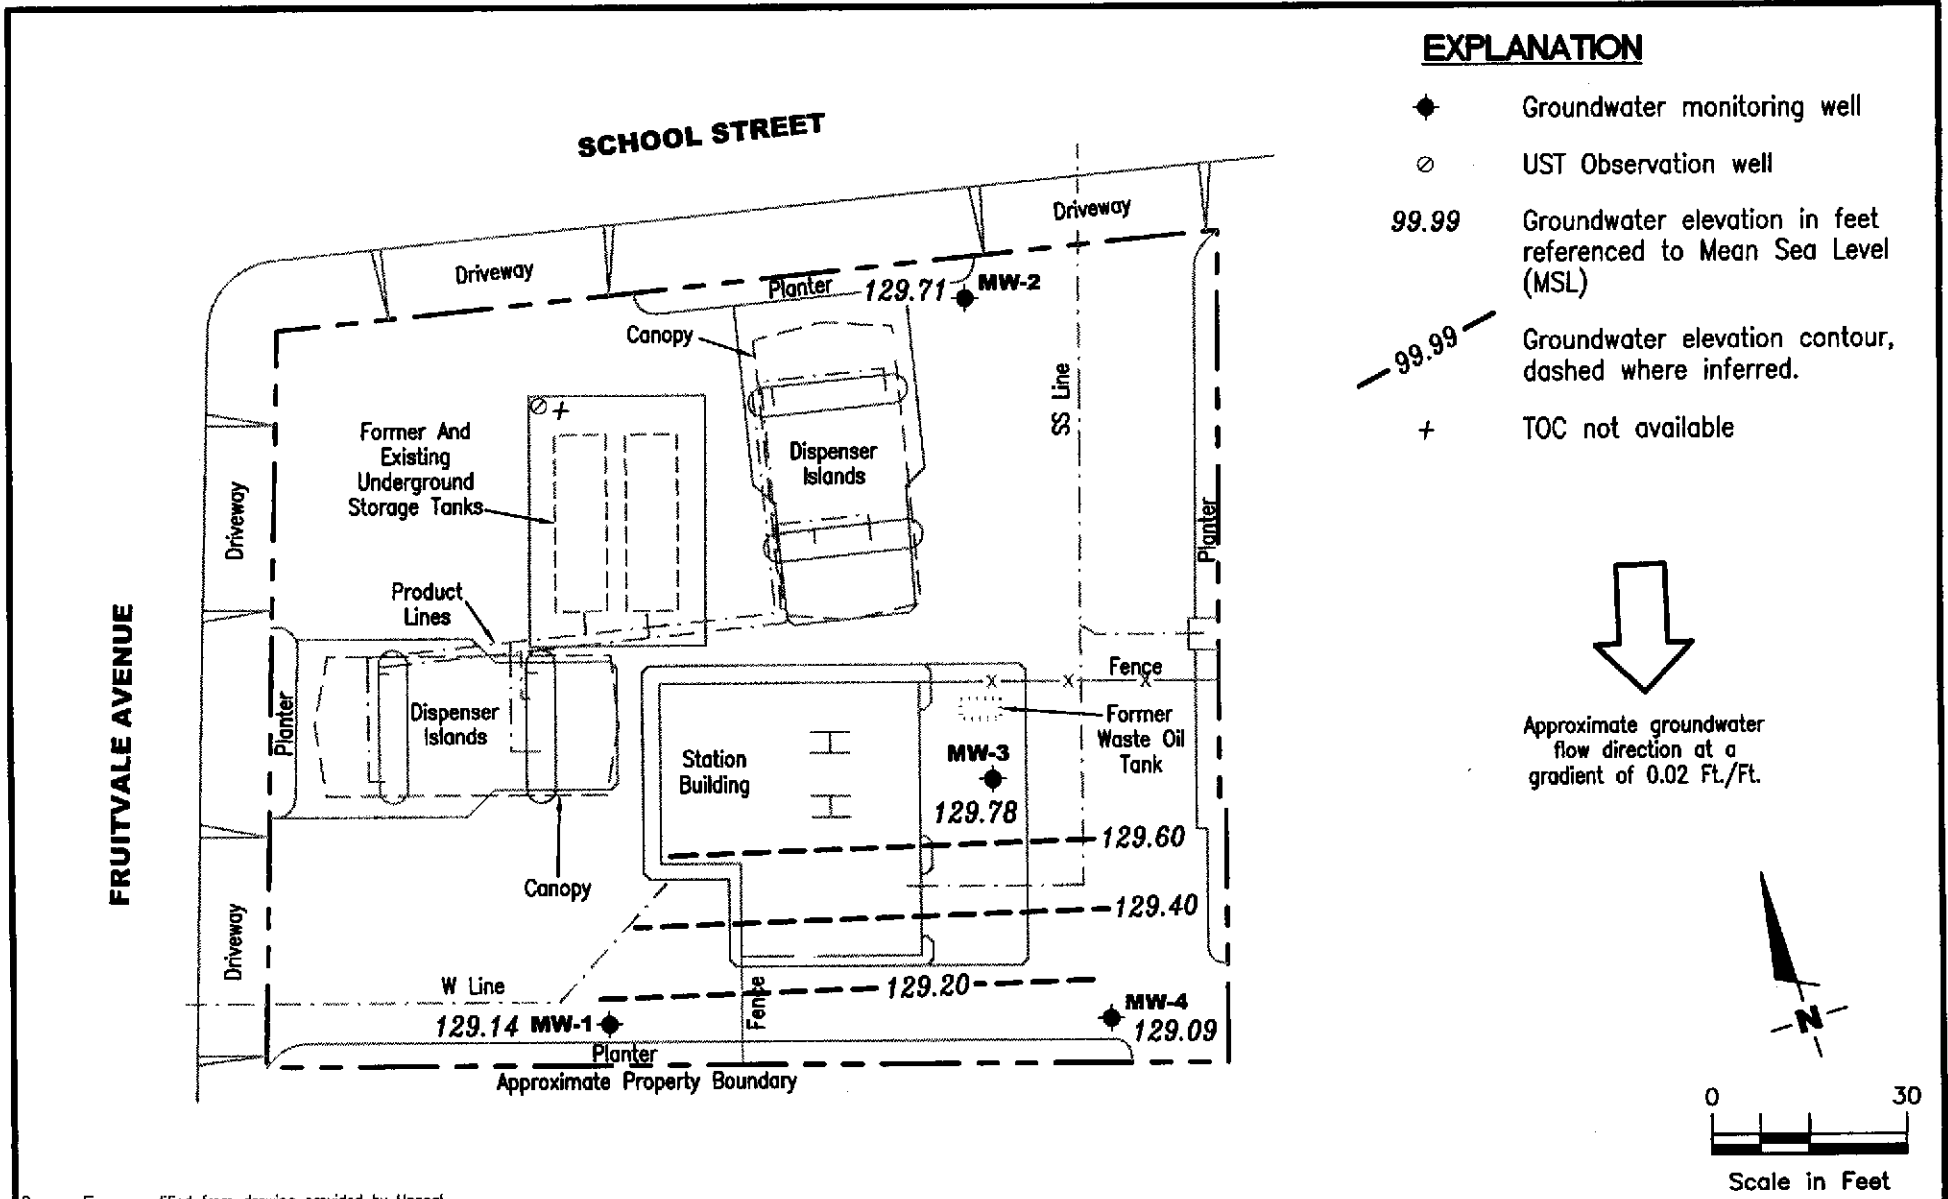 EXPLANATION
Groundwater monitoring well
UST Observation well
99.99 Groundwater elevation in feet
referenced to Mean Sea Level
(MSL)
99.99 Groundwater elevation contour,
dashed where inferred.
+ TOC not available
SCHOOL STREET
Driveway
Driveway
Planter 129.71 MW-2
Canopy
SS Line
Former And
Existing
Underground
Storage Tanks
+
Dispenser
Islands
Driveway
Planter
Product
Lines
FRUITVALE AVENUE
Planter
Dispenser
Islands
Station
Building
Fence
X X X
Former
Waste Oil
Tank
MW-3
129.78
129.60
Canopy
129.40
Driveway
W Line
129.20
Fence
129.14 MW-1
MW-4
129.09
Planter
Approximate Property Boundary
Approximate groundwater
flow direction at a
gradient of 0.02 Ft./Ft.
N
0 30
Scale in Feet
from drawing provided by